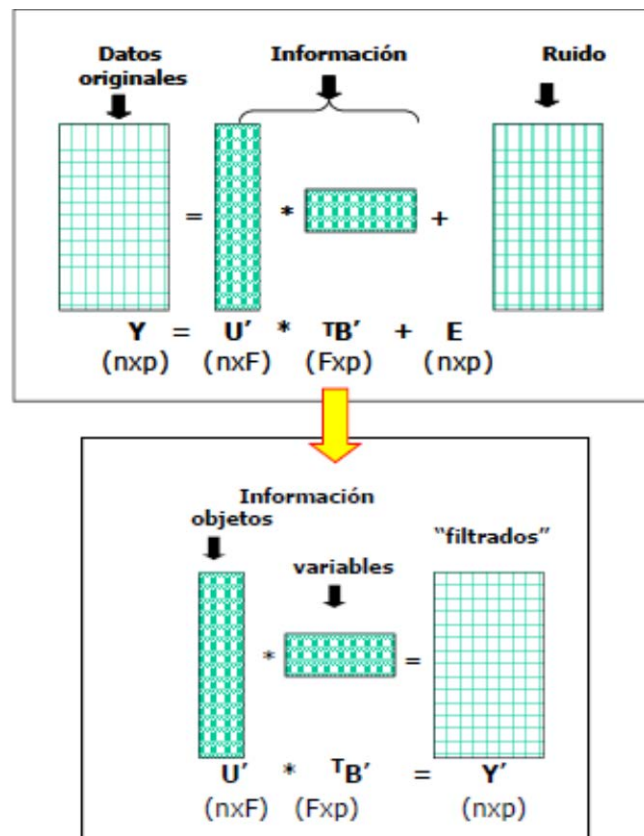 Datos originales Información Ruido
= * +
Y = U' * ᵀB' + E
(nxp) (nxF) (Fxp) (nxp)
Información
objetos
variables
"filtrados"
* =
U' * ᵀB' = Y'
(nxF) (Fxp) (nxp)